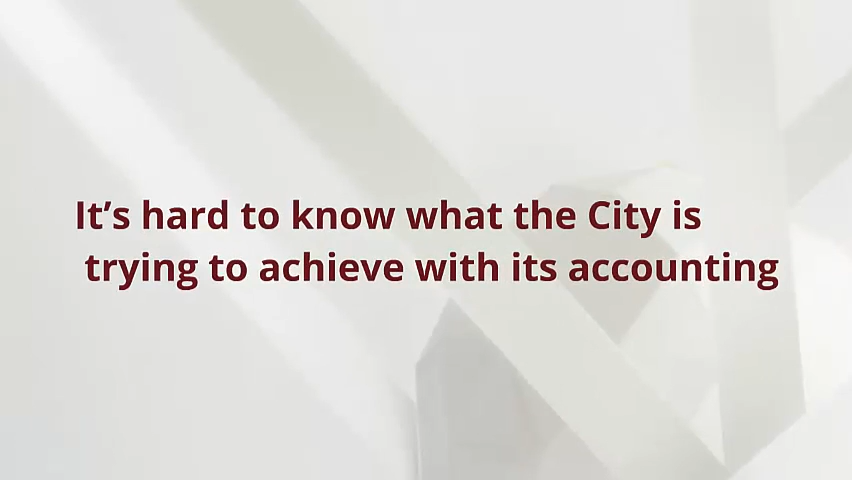 It’s hard to know what the City is
trying to achieve with its accounting